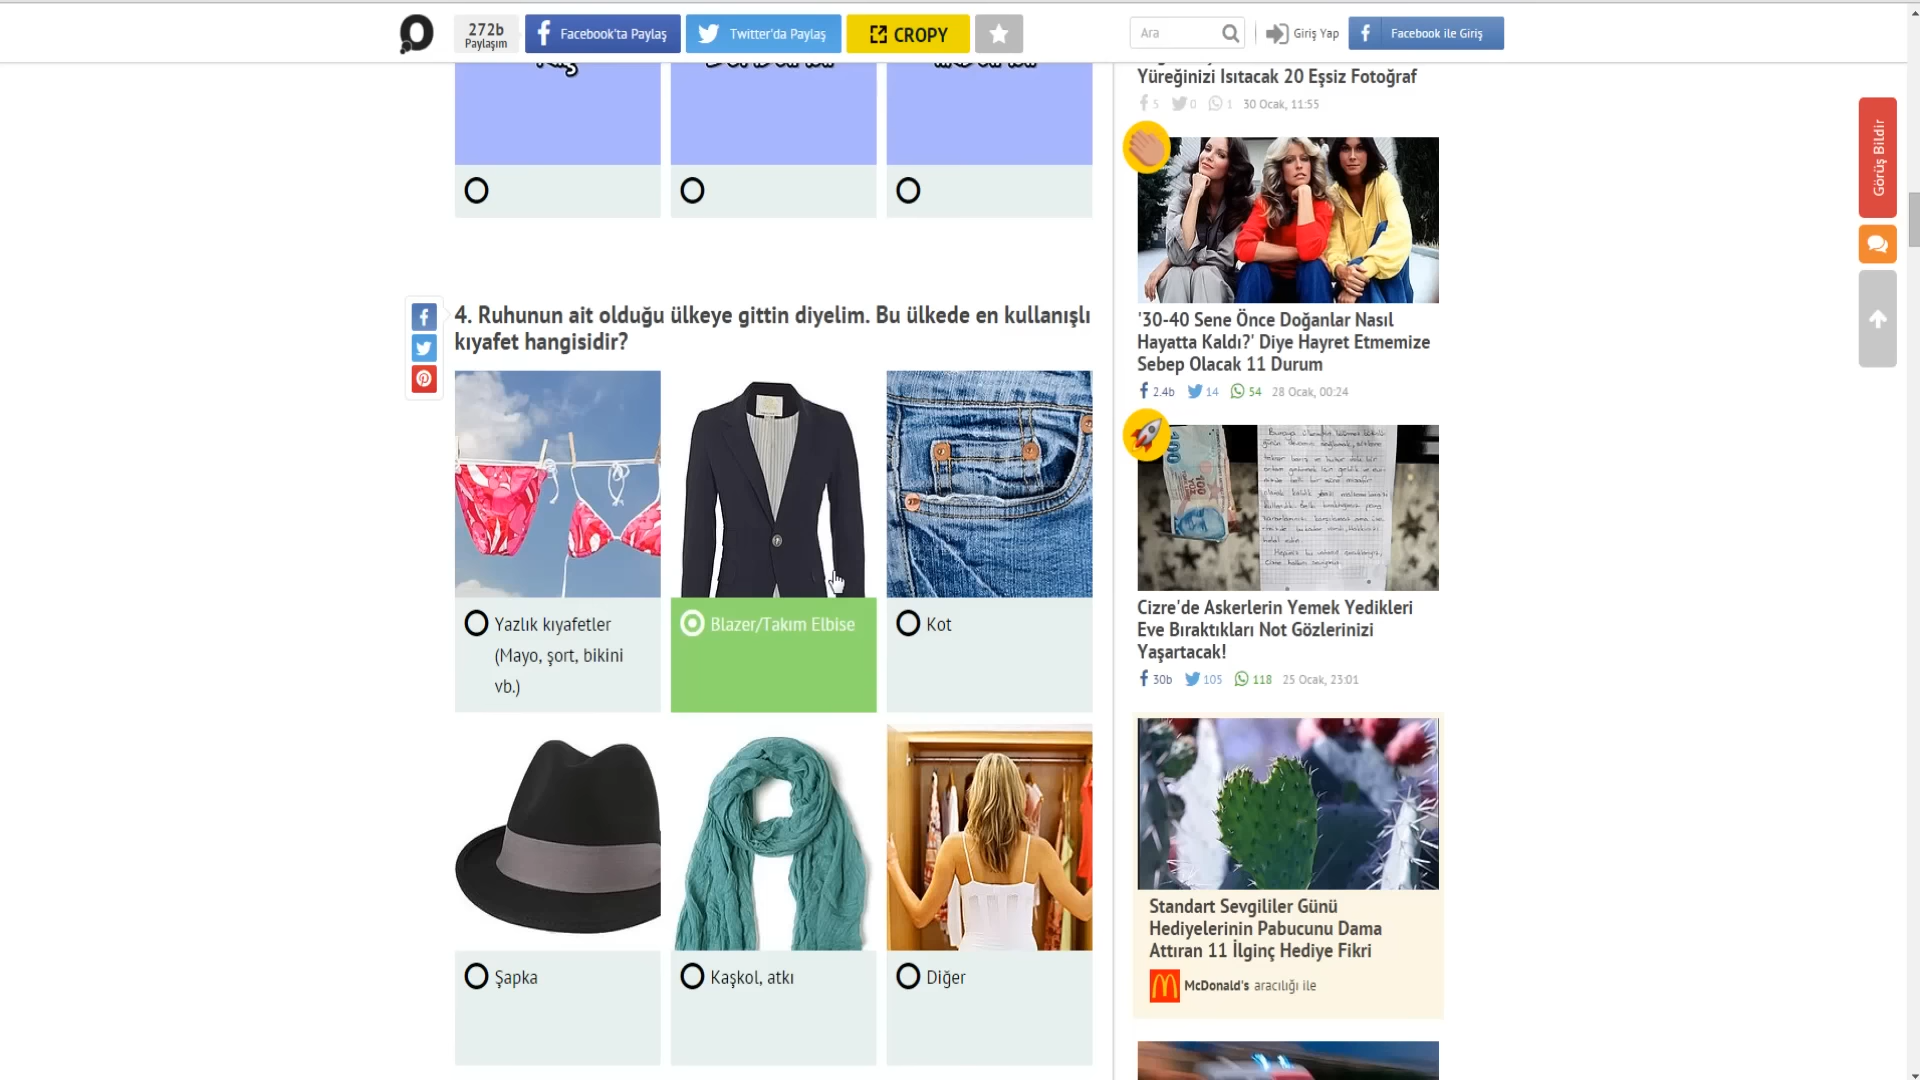 272b
Paylaşım
Facebook'ta Paylaş
Twitter'da Paylaş
CROPY
Ara
Giriş Yap
Facebook ile Giriş
4. Ruhunun ait olduğu ülkeye gittin diyelim. Bu ülkede en kullanışlı
kıyafet hangisidir?
Yazlık kıyafetler
(Mayo, şort, bikini
vb.)
Blazer/Takım Elbise
Kot
Şapka
Kaşkol, atkı
Diğer
Yüreğinizi Isıtacak 20 Eşsiz Fotoğraf
5 0 1 30 Ocak, 11:55
'30-40 Sene Önce Doğanlar Nasıl
Hayatta Kaldı?' Diye Hayret Etmemize
Sebep Olacak 11 Durum
2.4b 14 54 28 Ocak, 00:24
100
Cizre'de Askerlerin Yemek Yedikleri
Eve Bıraktıkları Not Gözlerinizi
Yaşartacak!
30b 105 118 25 Ocak, 23:01
Standart Sevgililer Günü
Hediyelerinin Pabucunu Dama
Attıran 11 İlginç Hediye Fikri
McDonald's aracılığı ile
Görüş Bildir